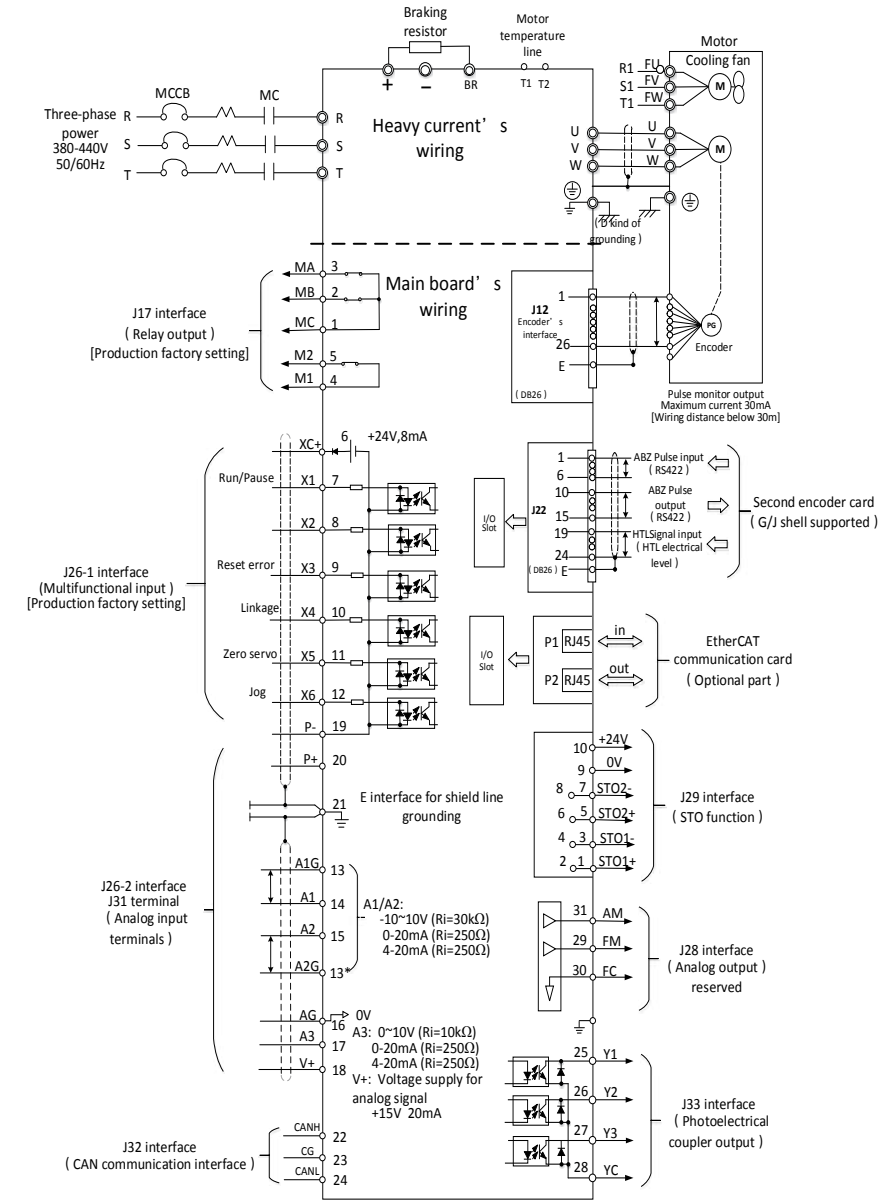 Braking
resistor
Motor
temperature
line
+
−
BR
T1 T2
Motor
Cooling fan
R1 FU
S1 FV
T1 FW
M
MCCB
MC
Three-phase
power
380-440V
50/60Hz
R
S
T
R
S
T
Heavy current's
wiring
U
V
W
U
V
W
M
( D kind of
grounding )
MA 3
MB 2
MC 1
M2 5
M1 4
J17 interface
( Relay output )
[Production factory setting]
Main board's
wiring
1
J12
Encoder's
interface
26
E
( DB26 )
PG
Encoder
Pulse monitor output
Maximum current 30mA
[Wiring distance below 30m]
XC+ 6 +24V,8mA
Run/Pause X1 7
X2 8
Reset error X3 9
Linkage X4 10
Zero servo X5 11
Jog X6 12
P- 19
P+ 20
21
J26-1 interface
(Multifunctional input )
[Production factory setting]
E interface for shield line
grounding
I/O
Slot
J22
1
6
10
15
19
24
( DB26 )
E
ABZ Pulse input
( RS422 )
ABZ Pulse
output
(RS422 )
HTLSignal input
( HTL electrical
level )
Second encoder card
( G/J shell supported )
I/O
Slot
P1 RJ45 in
P2 RJ45 out
EtherCAT
communication card
( Optional part )
10 +24V
9 0V
8 7 STO2-
6 5 STO2+
4 3 STO1-
2 1 STO1+
J29 interface
( STO function )
J26-2 interface
J31 terminal
( Analog input
terminals )
A1G 13
A1 14
A2 15
A2G 13*
A1/A2:
-10~10V (Ri=30kΩ)
0-20mA (Ri=250Ω)
4-20mA (Ri=250Ω)
AG 16 0V
A3 17
V+ 18
A3: 0~10V (Ri=10kΩ)
0-20mA (Ri=250Ω)
4-20mA (Ri=250Ω)
V+: Voltage supply for
analog signal
+15V 20mA
31 AM
29 FM
30 FC
J28 interface
( Analog output )
reserved
25 Y1
26 Y2
27 Y3
28 YC
J33 interface
( Photoelectrical
coupler output )
J32 interface
( CAN communication interface )
CANH 22
CG 23
CANL 24